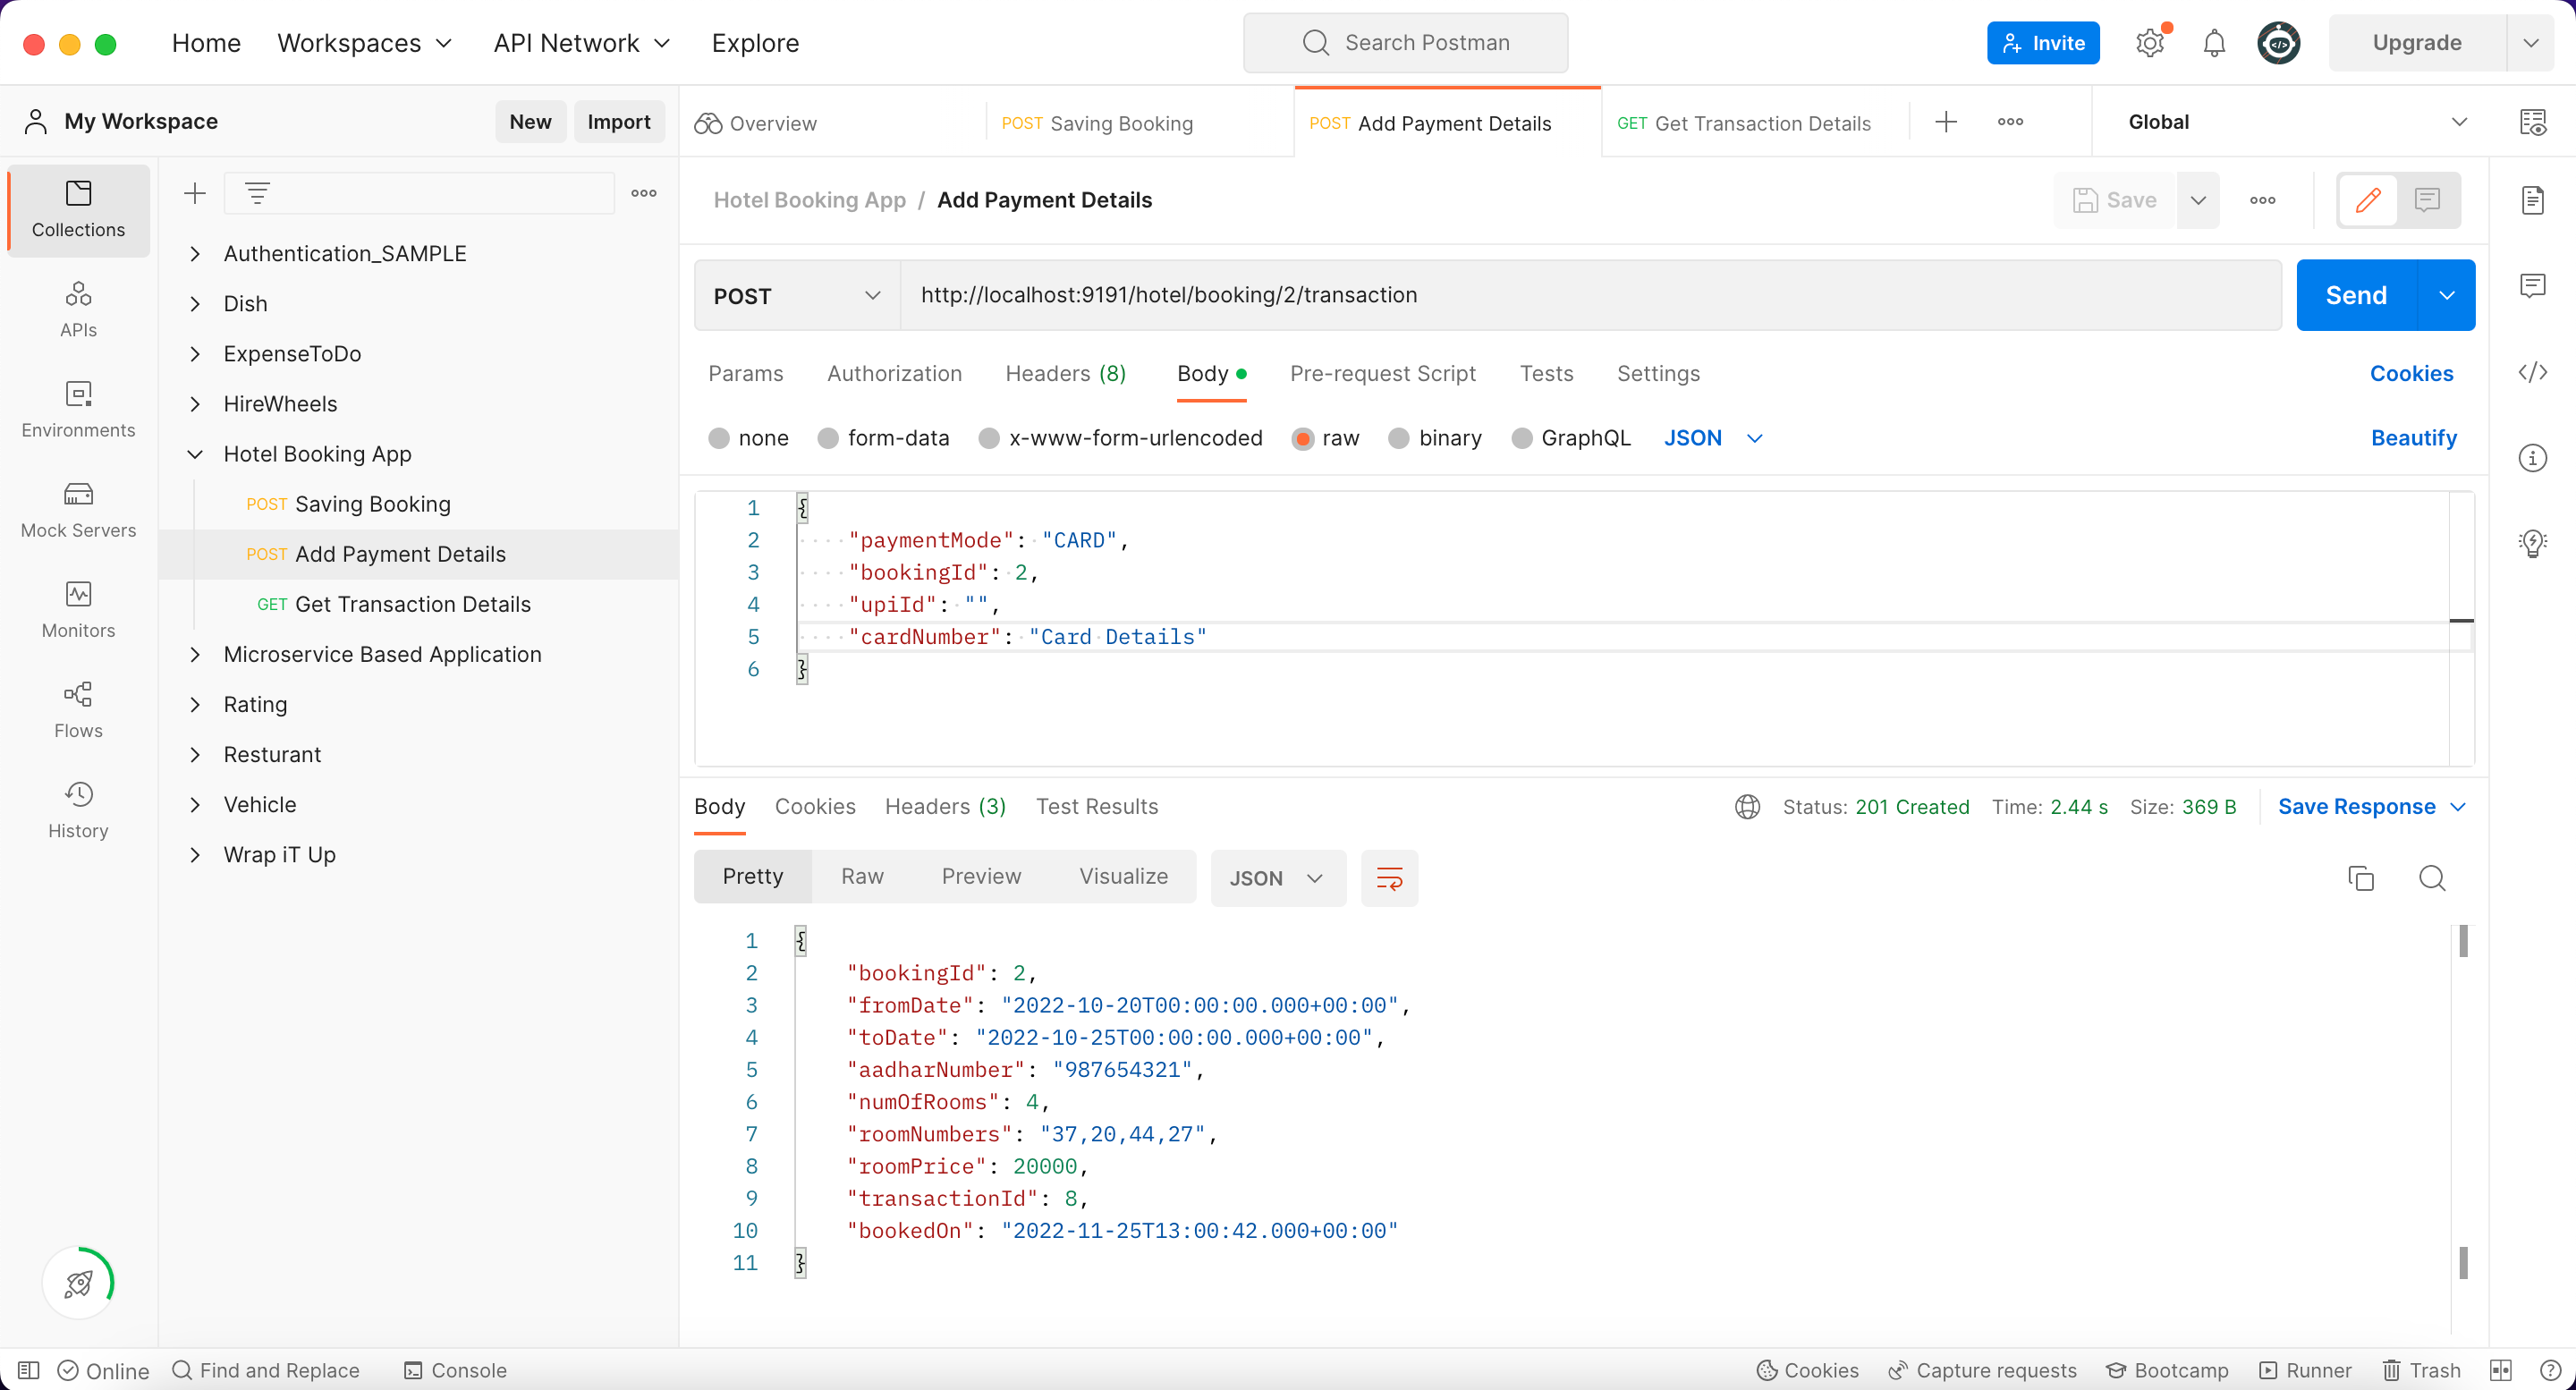 Home Workspaces API Network Explore Search Postman Invite Upgrade
My Workspace New Import
Overview POST Saving Booking POST Add Payment Details GET Get Transaction Details Global
Collections
APIs
Environments
Mock Servers
Monitors
Flows
History
Authentication_SAMPLE
Dish
ExpenseToDo
HireWheels
Hotel Booking App
POST Saving Booking
POST Add Payment Details
GET Get Transaction Details
Microservice Based Application
Rating
Resturant
Vehicle
Wrap iT Up
Hotel Booking App / Add Payment Details Save
POST http://localhost:9191/hotel/booking/2/transaction Send
Params Authorization Headers (8) Body Pre-request Script Tests Settings Cookies
none form-data x-www-form-urlencoded raw binary GraphQL JSON Beautify
1 {
2 "paymentMode": "CARD",
3 "bookingId": 2,
4 "upiId": "",
5 "cardNumber": "Card Details"
6 }
Body Cookies Headers (3) Test Results Status: 201 Created Time: 2.44 s Size: 369 B Save Response
Pretty Raw Preview Visualize JSON
1 {
2 "bookingId": 2,
3 "fromDate": "2022-10-20T00:00:00.000+00:00",
4 "toDate": "2022-10-25T00:00:00.000+00:00",
5 "aadharNumber": "987654321",
6 "numOfRooms": 4,
7 "roomNumbers": "37,20,44,27",
8 "roomPrice": 20000,
9 "transactionId": 8,
10 "bookedOn": "2022-11-25T13:00:42.000+00:00"
11 }
Online Find and Replace Console Cookies Capture requests Bootcamp Runner Trash